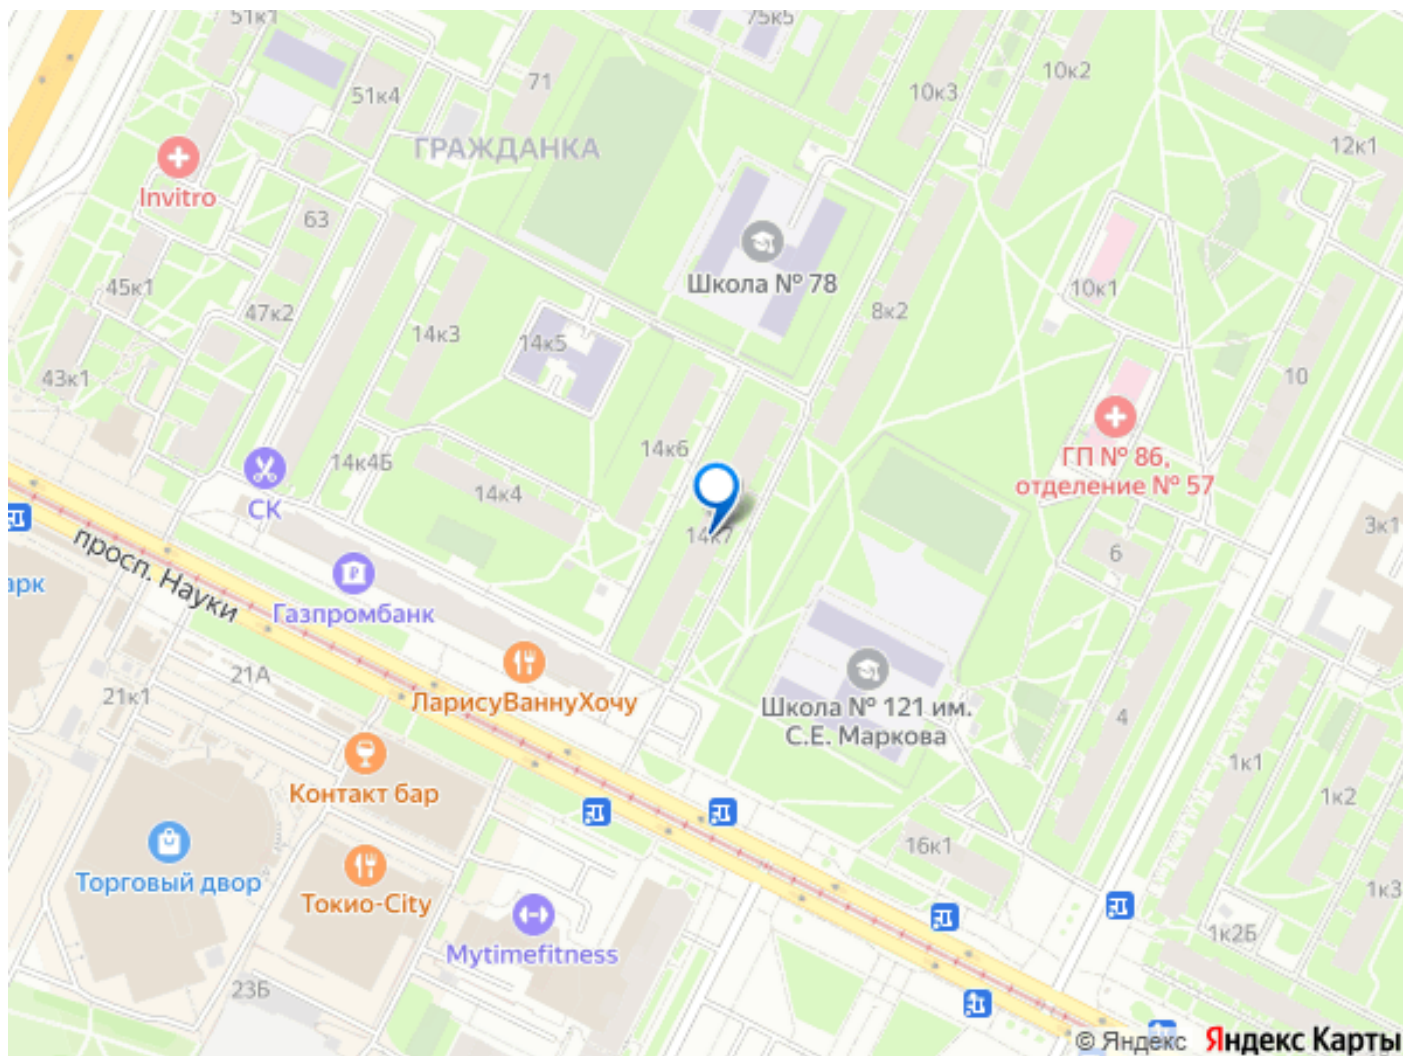 51к1
75к5
10к2
71
51к4
10к3
ГРАЖДАНКА
12к1
Invitro
63
Школа № 78
45к1
10к1
47к2
8к2
14к3
14к5
43к1
10
14к6
ГП № 86,
отделение № 57
14к4Б
14к4
СК
3к1
14к7
6
просп. Науки
арк
Газпромбанк
21А
21к1
ЛарисуВаннуХочу
Школа № 121 им.
С.Е. Маркова
4
1к1
Контакт бар
1к2
16к1
Торговый двор
Токио-City
1к3
1к2Б
Mytimefitness
23Б
© Яндекс Яндекс Карты